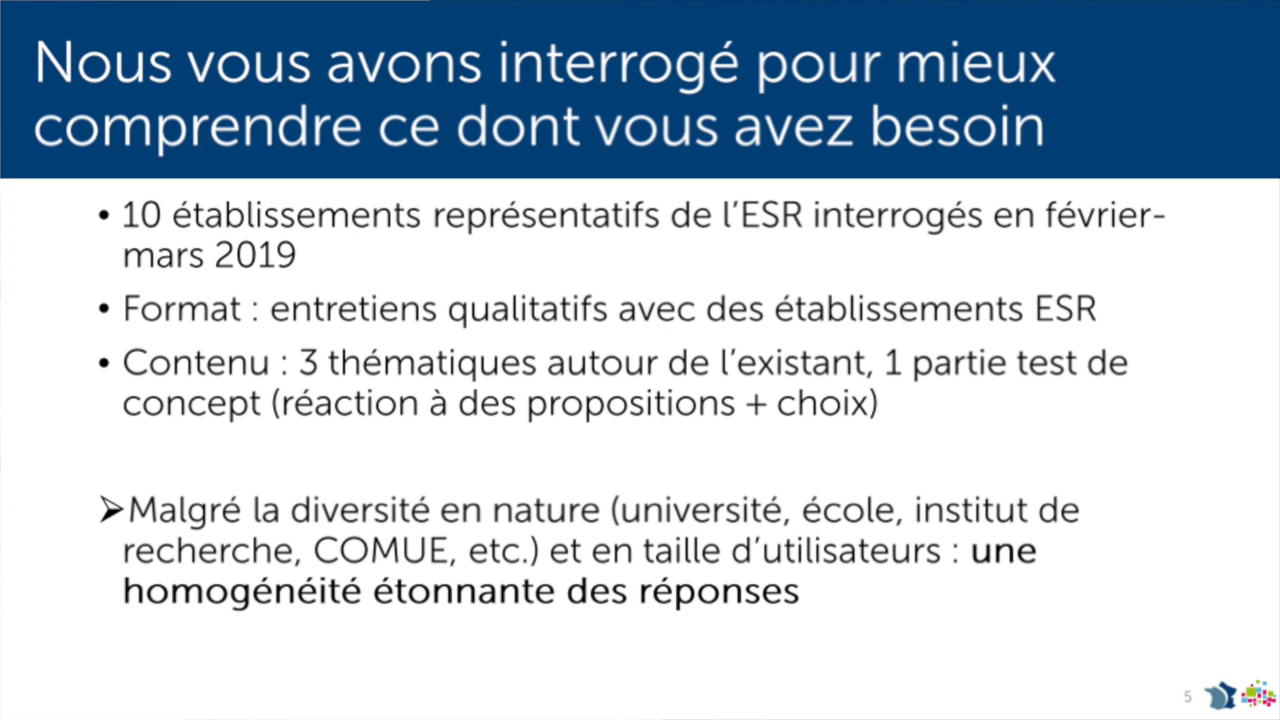 Nous vous avons interrogé pour mieux
comprendre ce dont vous avez besoin
• 10 établissements représentatifs de l’ESR interrogés en février-
mars 2019
• Format : entretiens qualitatifs avec des établissements ESR
• Contenu : 3 thématiques autour de l’existant, 1 partie test de
concept (réaction à des propositions + choix)
➢Malgré la diversité en nature (université, école, institut de
recherche, COMUE, etc.) et en taille d’utilisateurs : une
homogénéité étonnante des réponses
5